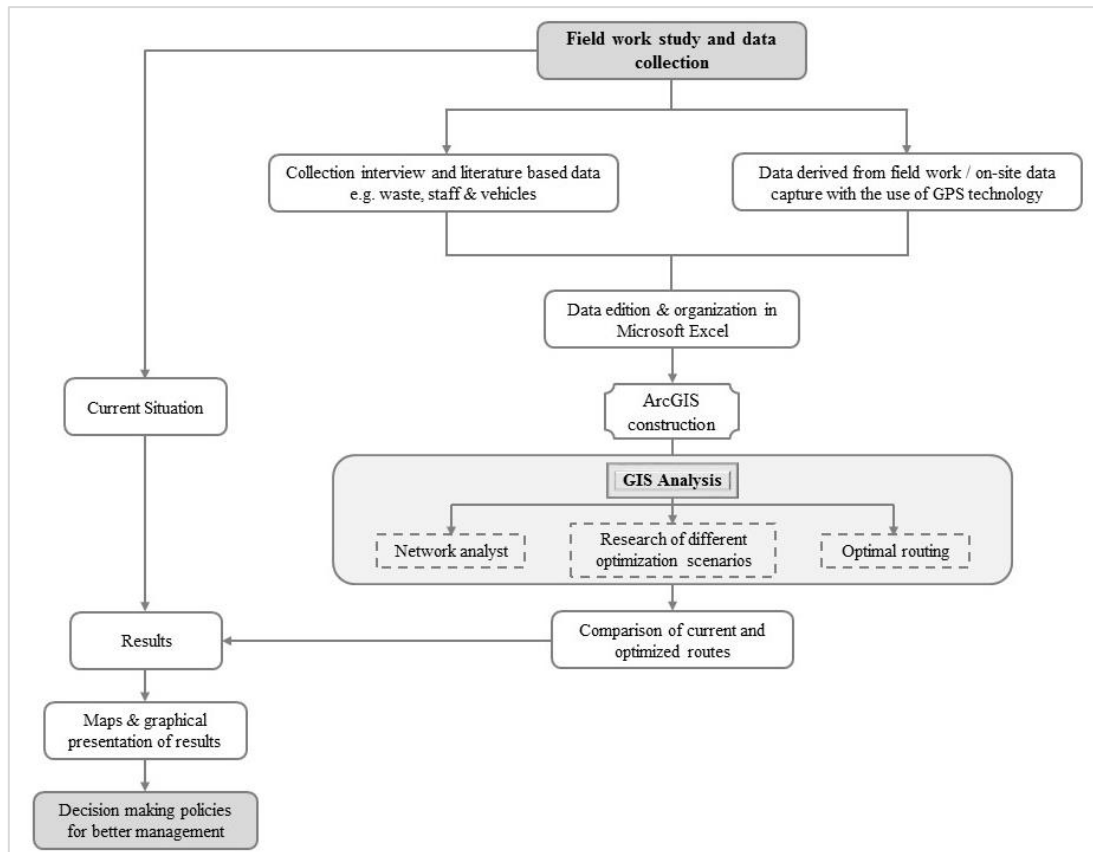 Field work study and data
collection
Collection interview and literature based data
e.g. waste, staff & vehicles
Data derived from field work / on-site data
capture with the use of GPS technology
Data edition & organization in
Microsoft Excel
Current Situation
ArcGIS
construction
GIS Analysis
Network analyst
Research of different
optimization scenarios
Optimal routing
Results
Comparison of current and
optimized routes
Maps & graphical
presentation of results
Decision making policies
for better management